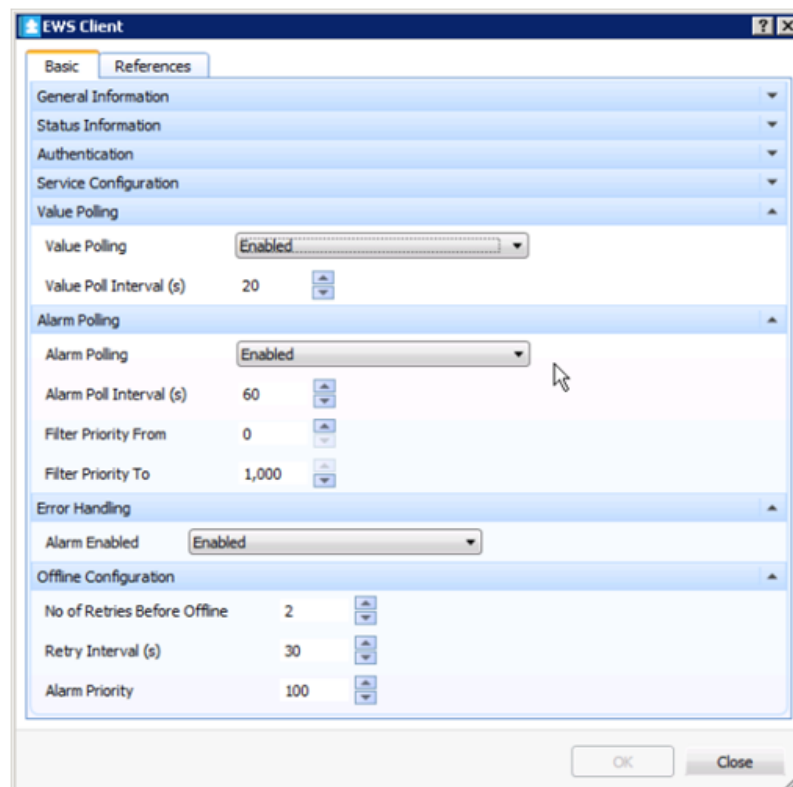 EWS Client
Basic References
General Information
Status Information
Authentication
Service Configuration
Value Polling
Value Polling Enabled
Value Poll Interval (s) 20
Alarm Polling
Alarm Polling Enabled
Alarm Poll Interval (s) 60
Filter Priority From 0
Filter Priority To 1,000
Error Handling
Alarm Enabled Enabled
Offline Configuration
No of Retries Before Offline 2
Retry Interval (s) 30
Alarm Priority 100
OK Close